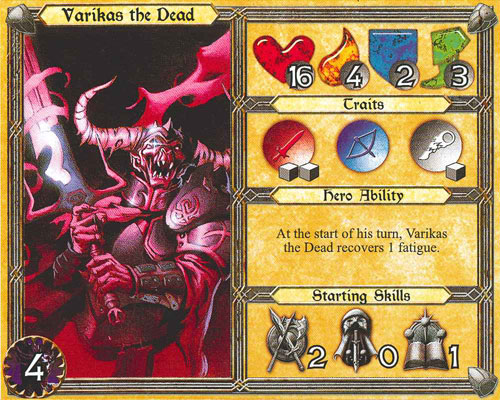 Varikas the Dead
16 4 2 3
Traits
Hero Ability
At the start of his turn, Varikas
the Dead recovers 1 fatigue.
Starting Skills
2 0 1
4